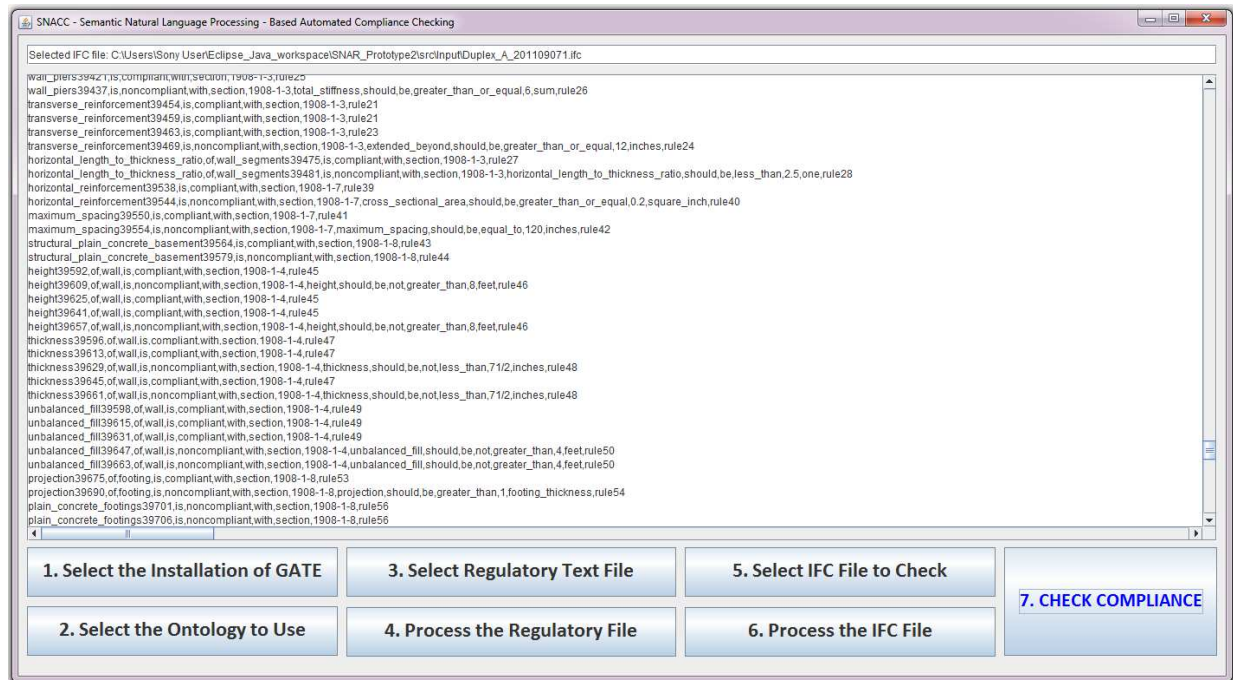 SNACC - Semantic Natural Language Processing - Based Automated Compliance Checking
Selected IFC file: C:\Users\Sony User\Eclipse_Java_workspace\SNAR_Prototype2\src\Input\Duplex_A_201109071.ifc
wall_piers39421,is,compliant,with,section,1908-1-3,rule25
wall_piers39437,is,noncompliant,with,section,1908-1-3,total_stiffness,should,be,greater_than_or_equal,6,sum,rule26
transverse_reinforcement39454,is,compliant,with,section,1908-1-3,rule21
transverse_reinforcement39459,is,compliant,with,section,1908-1-3,rule21
transverse_reinforcement39463,is,compliant,with,section,1908-1-3,rule23
transverse_reinforcement39469,is,noncompliant,with,section,1908-1-3,extended_beyond,should,be,greater_than_or_equal,12,inches,rule24
horizontal_length_to_thickness_ratio,of,wall_segments39475,is,compliant,with,section,1908-1-3,rule27
horizontal_length_to_thickness_ratio,of,wall_segments39481,is,noncompliant,with,section,1908-1-3,horizontal_length_to_thickness_ratio,should,be,less_than,2.5,one,rule28
horizontal_reinforcement39538,is,compliant,with,section,1908-1-7,rule39
horizontal_reinforcement39544,is,noncompliant,with,section,1908-1-7,cross_sectional_area,should,be,greater_than_or_equal,0.2,square_inch,rule40
maximum_spacing39550,is,compliant,with,section,1908-1-7,rule41
maximum_spacing39554,is,noncompliant,with,section,1908-1-7,maximum_spacing,should,be,equal_to,120,inches,rule42
structural_plain_concrete_basement39564,is,compliant,with,section,1908-1-8,rule43
structural_plain_concrete_basement39579,is,noncompliant,with,section,1908-1-8,rule44
height39592,of,wall,is,compliant,with,section,1908-1-4,rule45
height39609,of,wall,is,noncompliant,with,section,1908-1-4,height,should,be,not,greater_than,8,feet,rule46
height39625,of,wall,is,compliant,with,section,1908-1-4,rule45
height39641,of,wall,is,compliant,with,section,1908-1-4,rule45
height39657,of,wall,is,noncompliant,with,section,1908-1-4,height,should,be,not,greater_than,8,feet,rule46
thickness39596,of,wall,is,compliant,with,section,1908-1-4,rule47
thickness39613,of,wall,is,compliant,with,section,1908-1-4,rule47
thickness39629,of,wall,is,noncompliant,with,section,1908-1-4,thickness,should,be,not,less_than,71/2,inches,rule48
thickness39645,of,wall,is,compliant,with,section,1908-1-4,rule47
thickness39661,of,wall,is,noncompliant,with,section,1908-1-4,thickness,should,be,not,less_than,71/2,inches,rule48
unbalanced_fill39598,of,wall,is,compliant,with,section,1908-1-4,rule49
unbalanced_fill39615,of,wall,is,compliant,with,section,1908-1-4,rule49
unbalanced_fill39631,of,wall,is,compliant,with,section,1908-1-4,rule49
unbalanced_fill39647,of,wall,is,noncompliant,with,section,1908-1-4,unbalanced_fill,should,be,not,greater_than,4,feet,rule50
unbalanced_fill39663,of,wall,is,noncompliant,with,section,1908-1-4,unbalanced_fill,should,be,not,greater_than,4,feet,rule50
projection39675,of,footing,is,compliant,with,section,1908-1-8,rule53
projection39690,of,footing,is,noncompliant,with,section,1908-1-8,projection,should,be,greater_than,1,footing_thickness,rule54
plain_concrete_footings39701,is,noncompliant,with,section,1908-1-8,rule56
plain_concrete_footings39706,is,noncompliant,with,section,1908-1-8,rule56
1. Select the Installation of GATE
2. Select the Ontology to Use
3. Select Regulatory Text File
4. Process the Regulatory File
5. Select IFC File to Check
6. Process the IFC File
7. CHECK COMPLIANCE